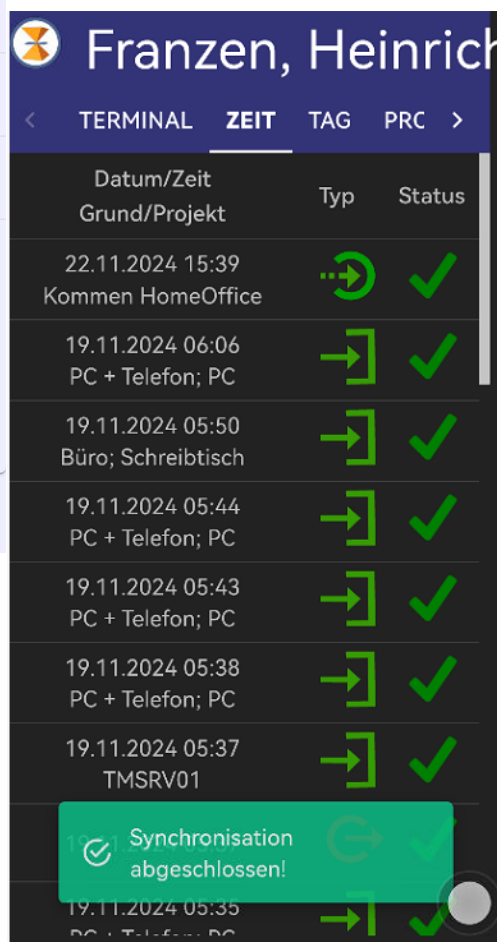 Franzen, Heinrich
TERMINAL ZEIT TAG PRC
Datum/Zeit
Grund/Projekt
Typ Status
22.11.2024 15:39
Kommen HomeOffice
19.11.2024 06:06
PC + Telefon; PC
19.11.2024 05:50
Büro; Schreibtisch
19.11.2024 05:44
PC + Telefon; PC
19.11.2024 05:43
PC + Telefon; PC
19.11.2024 05:38
PC + Telefon; PC
19.11.2024 05:37
TMSRV01
Synchronisation
abgeschlossen!
19.11.2024 05:35
PC + Telefon; PC